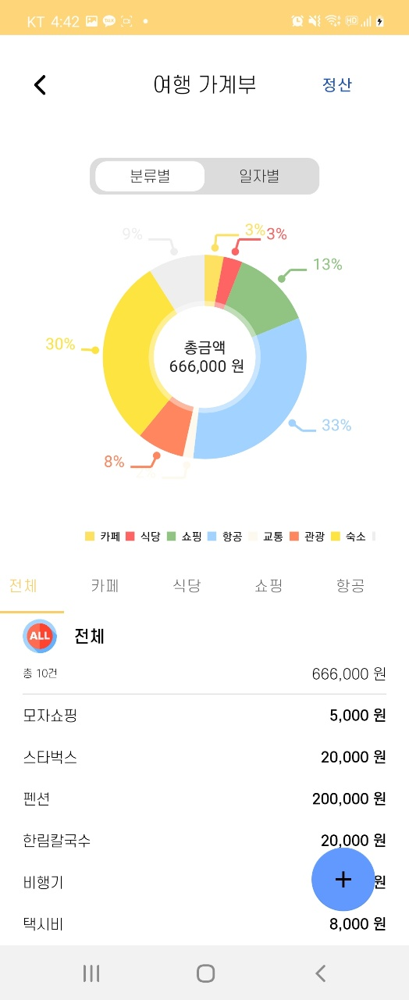 KT 4:42
여행 가계부
정산
분류별 일자별
9% 3% 3%
13%
30%
33%
8%
카페 식당 쇼핑 항공 교통 관광 숙소
전체 카페 식당 쇼핑 항공
ALL 전체
총 10건 666,000 원
총금액
666,000 원
모자쇼핑 5,000 원
스타벅스 20,000 원
펜션 200,000 원
한림칼국수 20,000 원
비행기 원
택시비 8,000 원